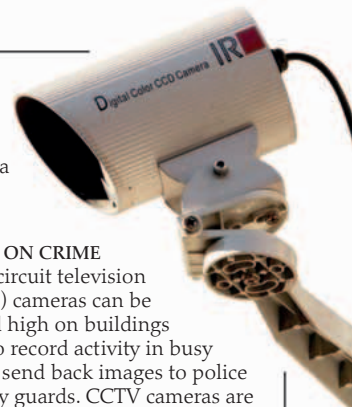 Digital Color CCD Camera IR
a
ON CRIME
circuit television
) cameras can be
high on buildings
o record activity in busy
send back images to police
y guards. CCTV cameras are